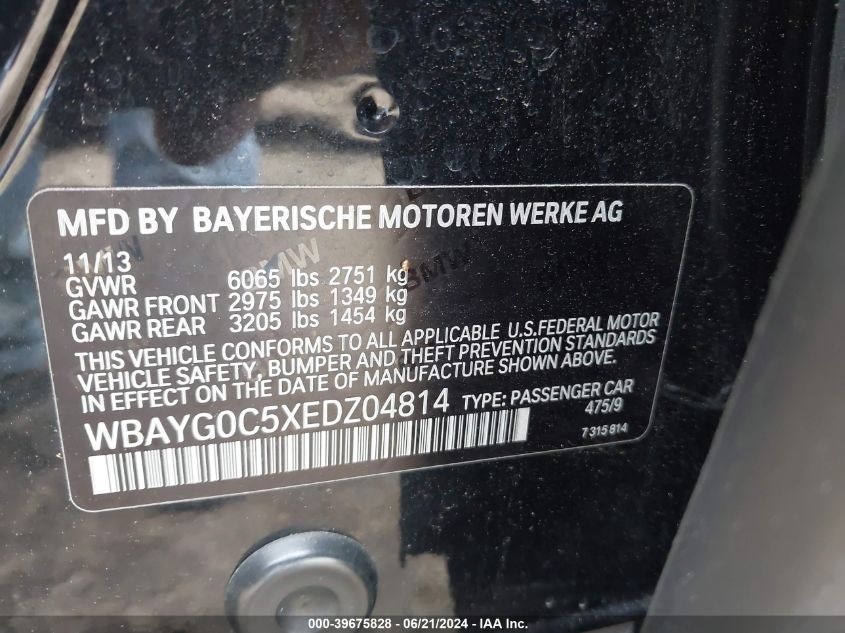 MFD BY BAYERISCHE MOTOREN WERKE AG
11/13
GVWR 6065 lbs 2751 kg
GAWR FRONT 2975 lbs 1349 kg
GAWR REAR 3205 lbs 1454 kg
THIS VEHICLE CONFORMS TO ALL APPLICABLE U.S.FEDERAL MOTOR
VEHICLE SAFETY, BUMPER AND THEFT PREVENTION STANDARDS
IN EFFECT ON THE DATE OF MANUFACTURE SHOWN ABOVE.
WBAYG0C5XEDZ04814 TYPE: PASSENGER CAR
475/9
7 315 814
BMW
BMW
000-39675828 - 06/21/2024 - IAA Inc.